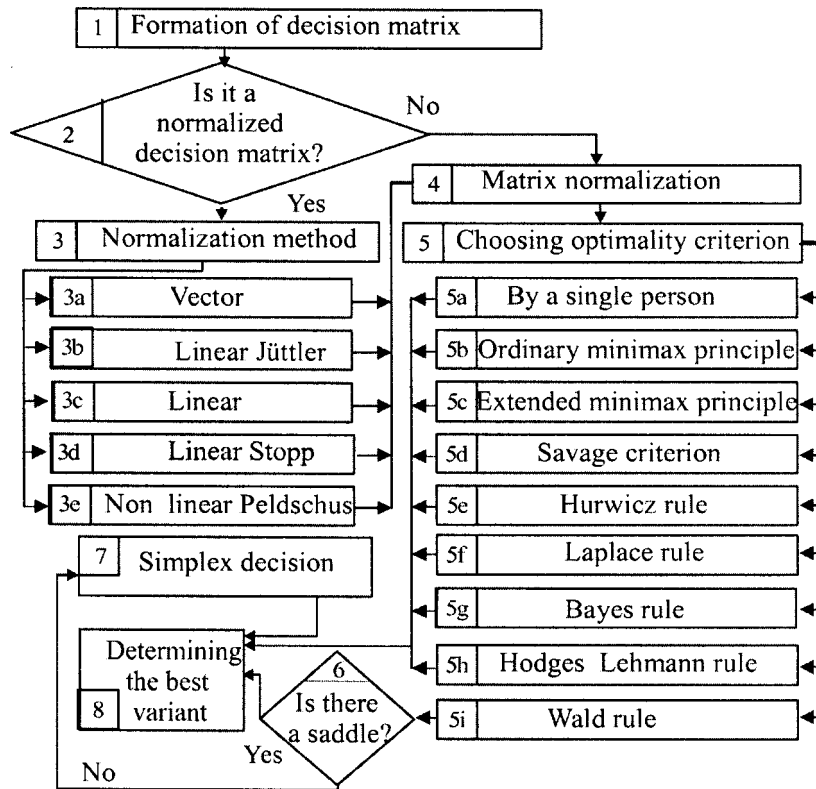 1 Formation of decision matrix
Is it a
2 normalized
decision matrix?
No
Yes
4 Matrix normalization
3 Normalization method
5 Choosing optimality criterion
3a Vector
3b Linear Jüttler
3c Linear
3d Linear Stopp
3e Non linear Peldschus
5a By a single person
5b Ordinary minimax principle
5c Extended minimax principle
5d Savage criterion
5e Hurwicz rule
5f Laplace rule
5g Bayes rule
5h Hodges Lehmann rule
5i Wald rule
7 Simplex decision
Determining
the best
8 variant
6
Is there
a saddle?
Yes
No